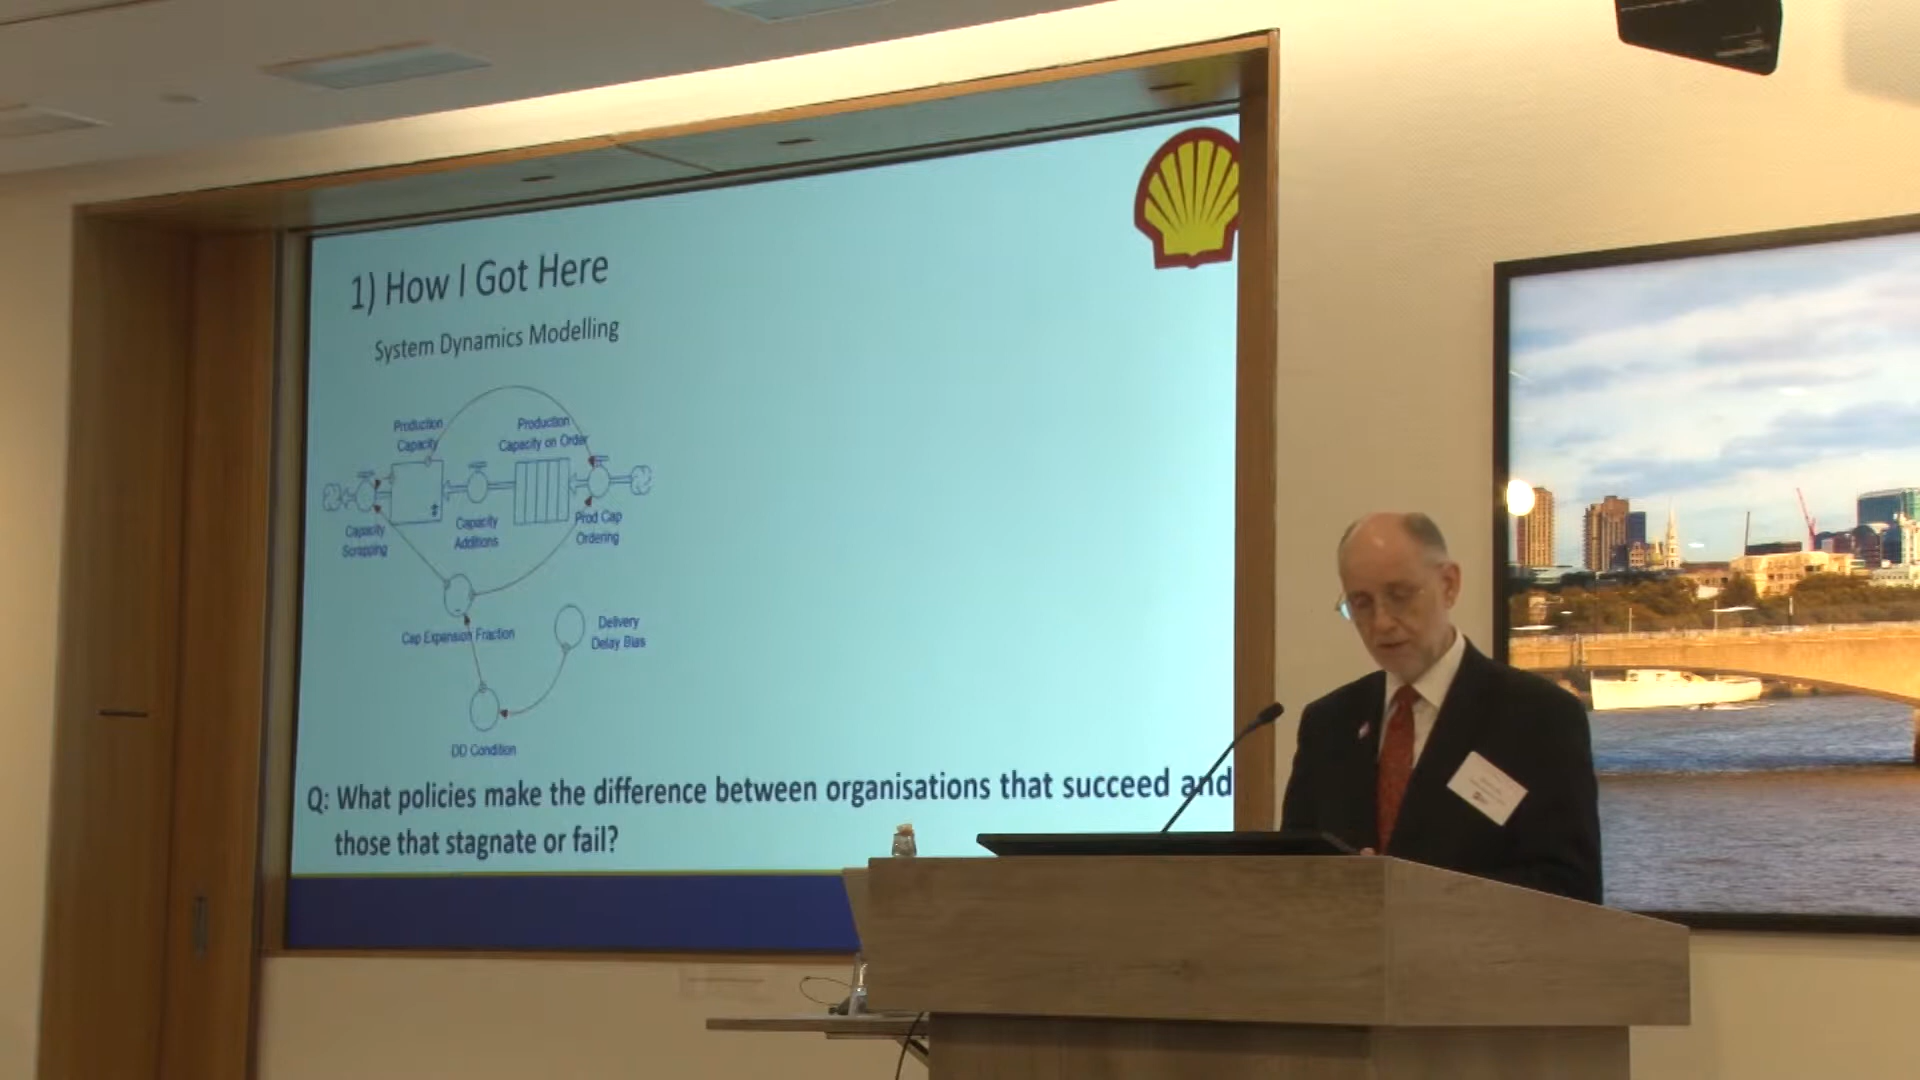 1) How I Got Here
System Dynamics Modelling
Production
Capacity
Production
Capacity on Order
Capacity
Scrapping
Capacity
Additions
Prod Cap
Ordering
Cap Expansion Fraction
Delivery
Delay Bias
DD Condition
Q: What policies make the difference between organisations that succeed and
those that stagnate or fail?